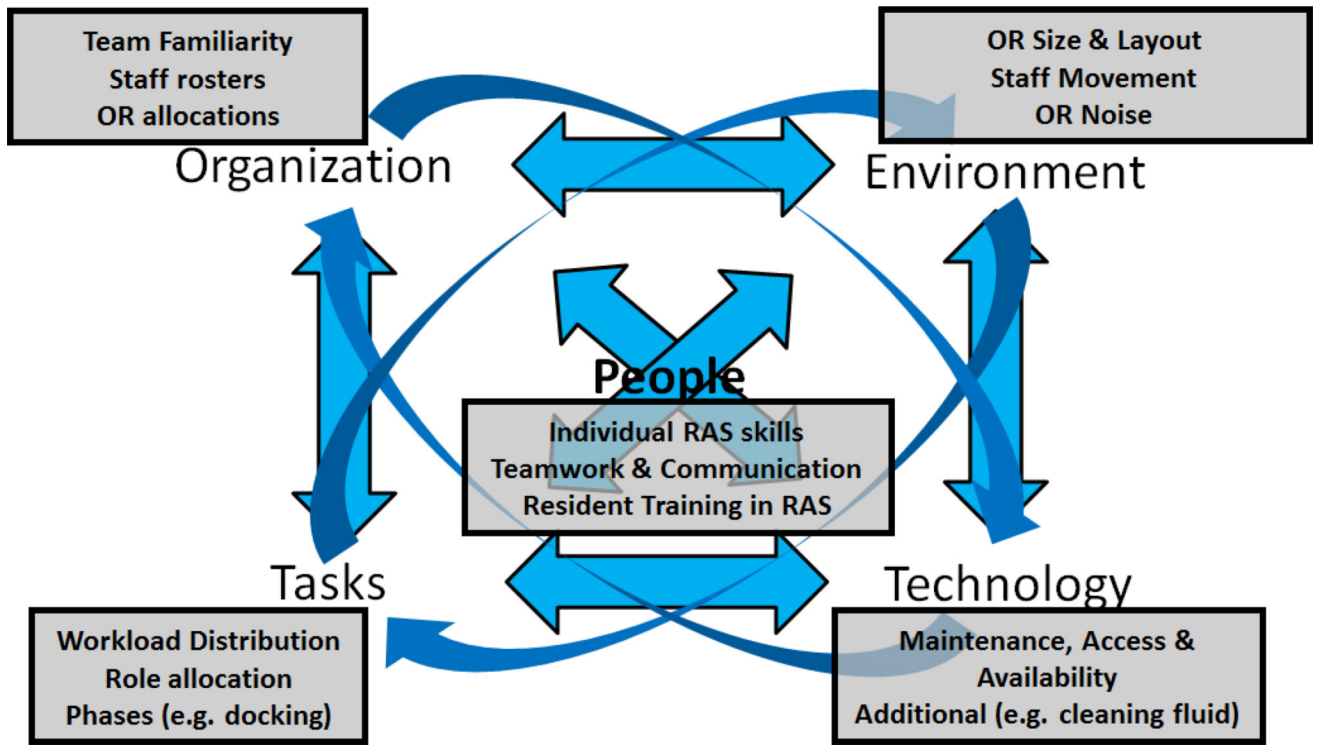 Team Familiarity
Staff rosters
OR allocations
Organization
OR Size & Layout
Staff Movement
OR Noise
Environment
People
Individual RAS skills
Teamwork & Communication
Resident Training in RAS
Tasks
Workload Distribution
Role allocation
Phases (e.g. docking)
Technology
Maintenance, Access &
Availability
Additional (e.g. cleaning fluid)